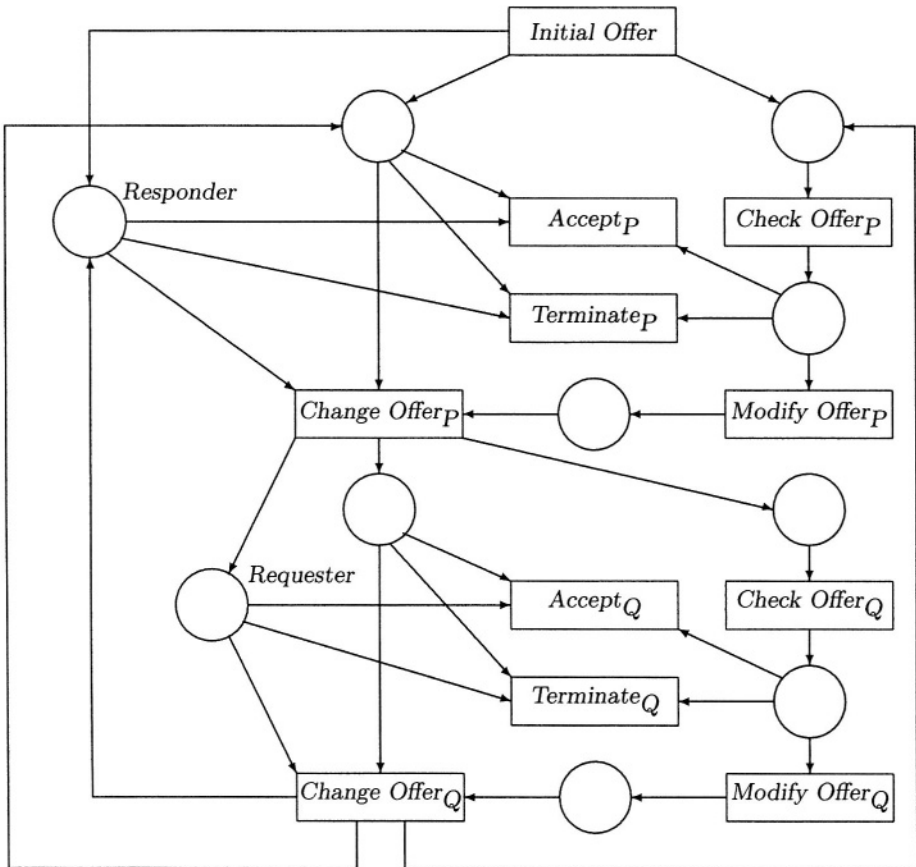 Initial Offer
Responder
Accept_P
Check Offer_P
Terminate_P
Change Offer_P
Modify Offer_P
Requester
Accept_Q
Check Offer_Q
Terminate_Q
Change Offer_Q
Modify Offer_Q